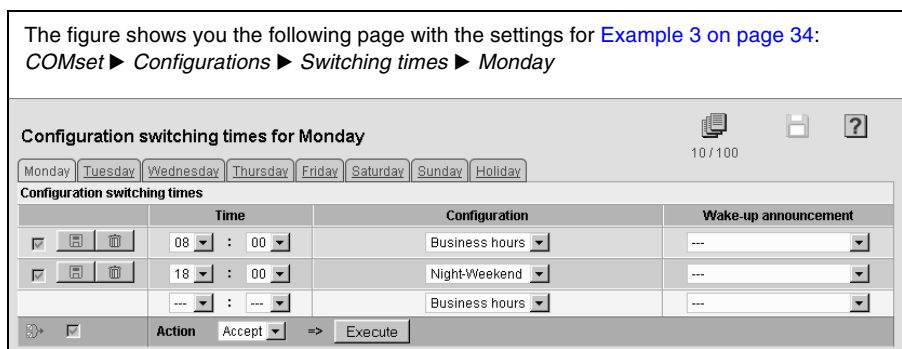 The figure shows you the following page with the settings for Example 3 on page 34:
COMset ▶ Configurations ▶ Switching times ▶ Monday
Configuration switching times for Monday
10 / 100
?
Monday Tuesday Wednesday Thursday Friday Saturday Sunday Holiday
Configuration switching times
Time Configuration Wake-up announcement
08 : 00 Business hours ---
18 : 00 Night-Weekend ---
--- : --- Business hours ---
Action Accept => Execute